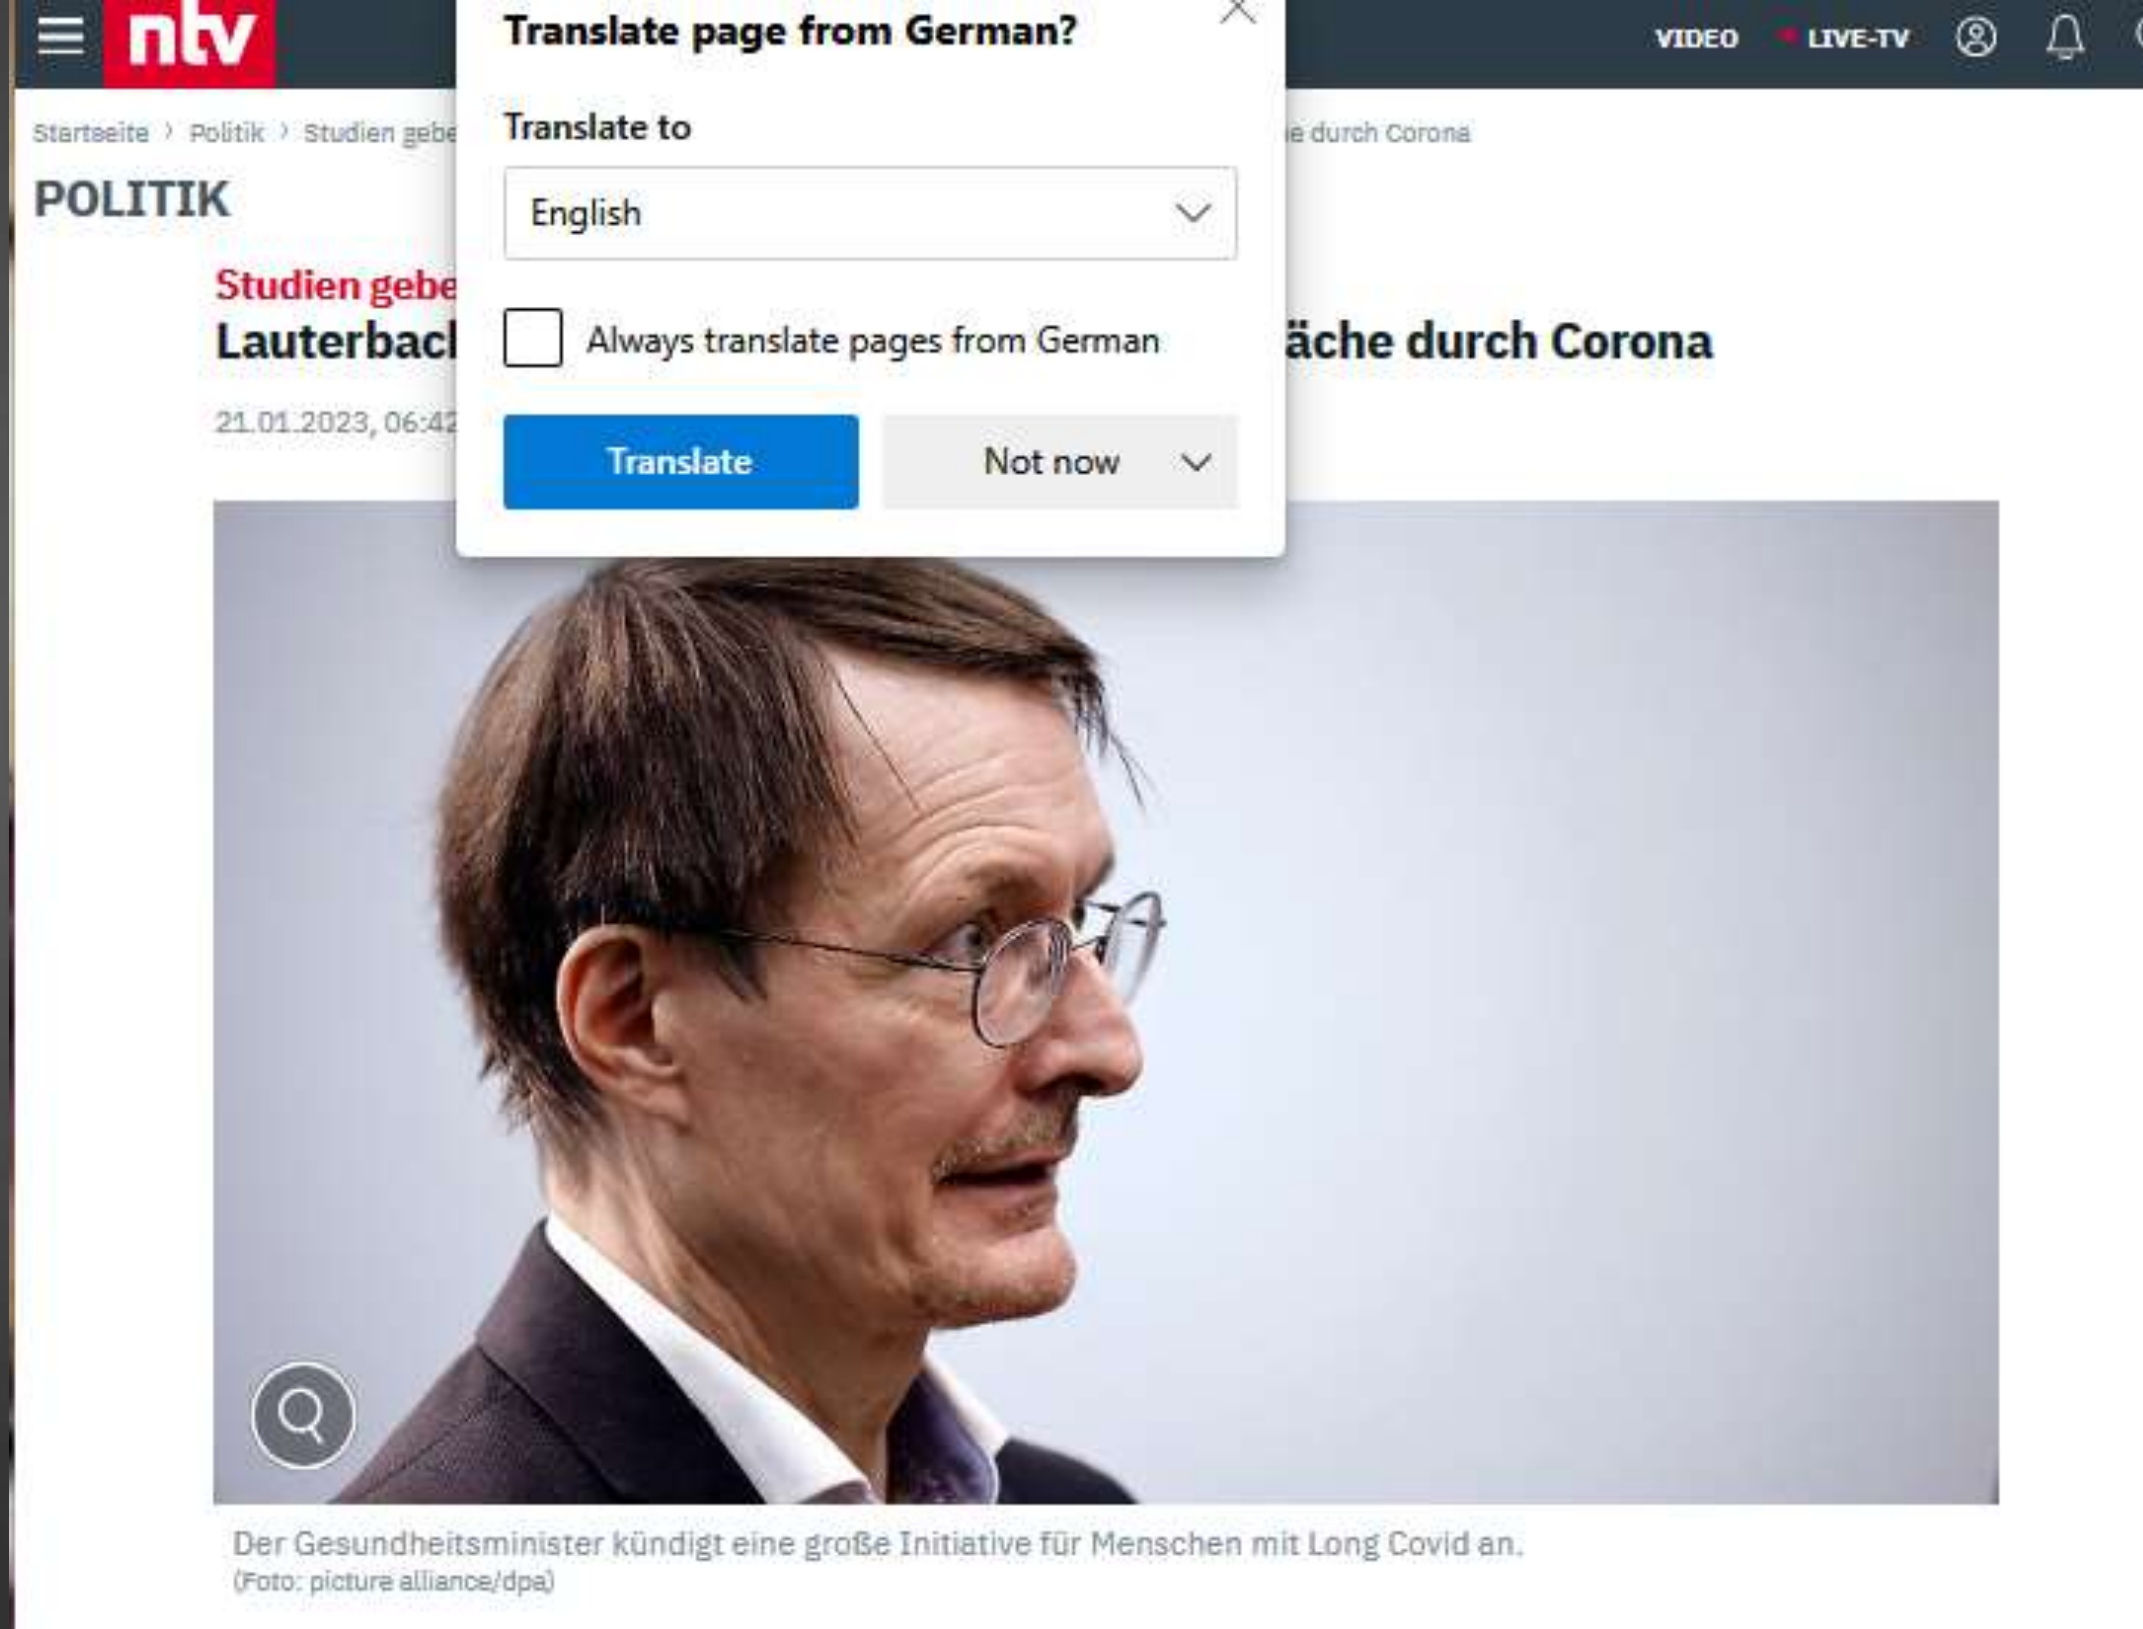 ntv
VIDEO LIVE-TV
Translate page from German?
Translate to
English
Always translate pages from German
Translate
Not now
Startseite > Politik > Studien gebe
e durch Corona
POLITIK
Studien gebe
Lauterbach
äche durch Corona
21.01.2023, 06:42
Der Gesundheitsminister kündigt eine große Initiative für Menschen mit Long Covid an.
(Foto: picture alliance/dpa)